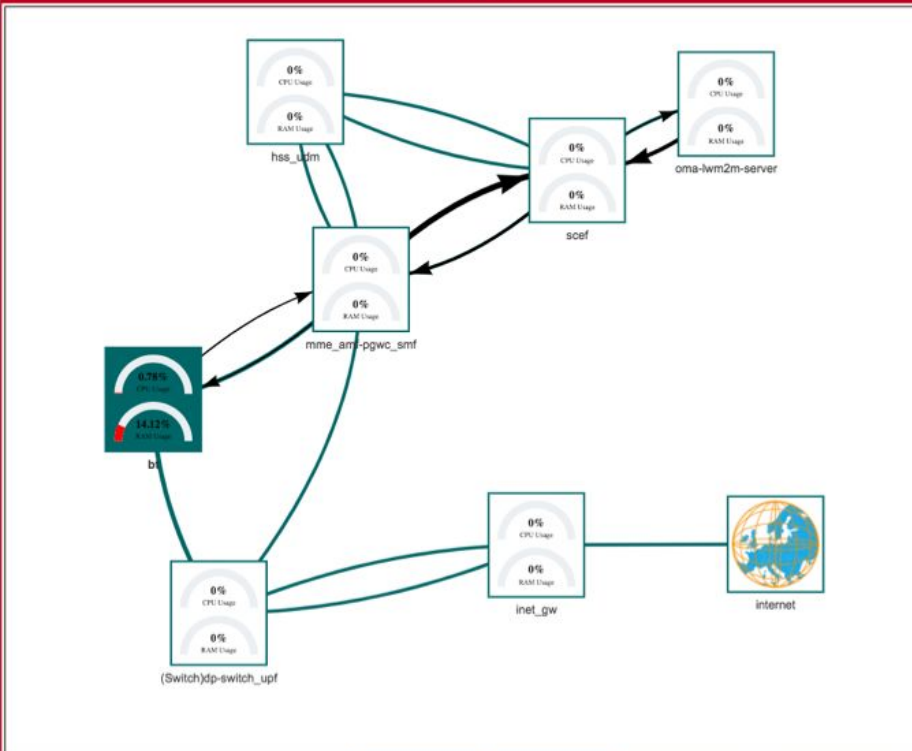 0%
CPU Usage
0%
RAM Usage
hss_udm
0%
CPU Usage
0%
RAM Usage
oma-lwm2m-server
0%
CPU Usage
0%
RAM Usage
scef
0%
CPU Usage
0%
RAM Usage
mme_amf-pgwc_smf
0.78%
CPU Usage
14.12%
RAM Usage
0%
CPU Usage
0%
RAM Usage
inet_gw
internet
0%
CPU Usage
0%
RAM Usage
(Switch)dp-switch_upf